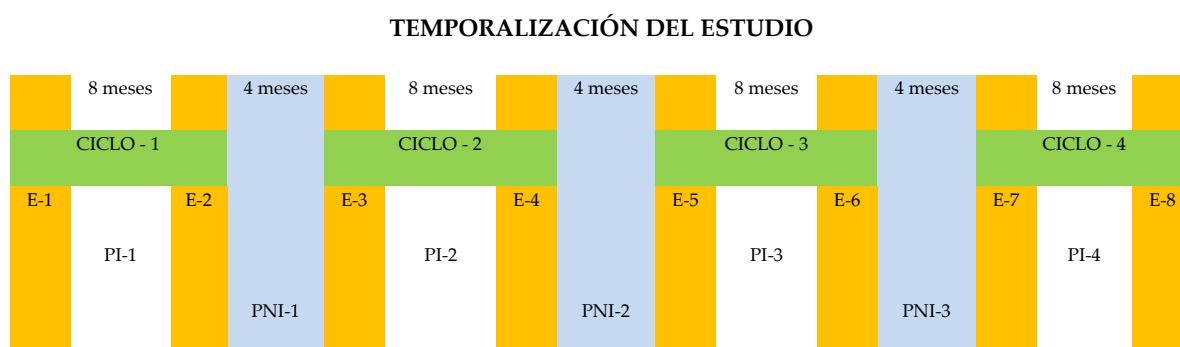 TEMPORALIZACIÓN DEL ESTUDIO
8 meses 4 meses 8 meses 4 meses 8 meses 4 meses 8 meses
CICLO - 1 CICLO - 2 CICLO - 3 CICLO - 4
E-1 E-2 E-3 E-4 E-5 E-6 E-7 E-8
PI-1 PI-2 PI-3 PI-4
PNI-1 PNI-2 PNI-3